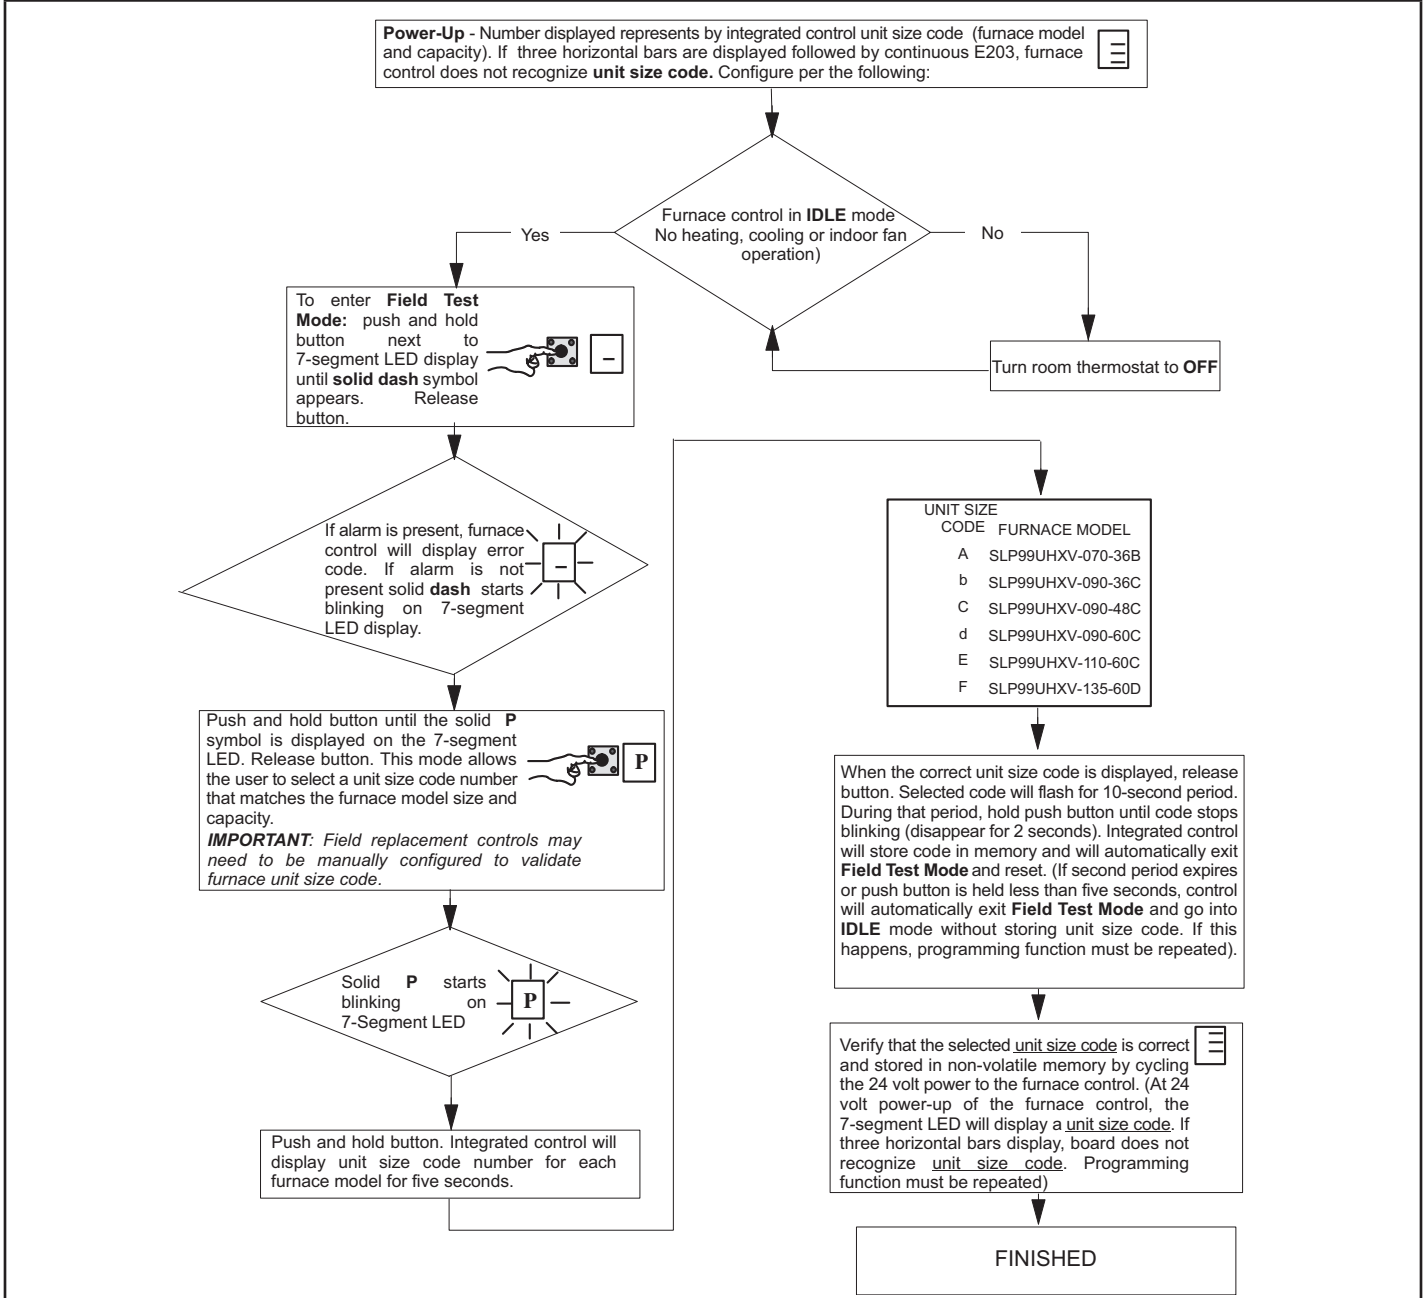 Power-Up - Number displayed represents by integrated control unit size code (furnace model
and capacity). If three horizontal bars are displayed followed by continuous E203, furnace
control does not recognize unit size code. Configure per the following:
Furnace control in IDLE mode
No heating, cooling or indoor fan
operation)
Yes
No
To enter Field Test
Mode: push and hold
button next to
7-segment LED display
until solid dash symbol
appears. Release
button.
Turn room thermostat to OFF
If alarm is present, furnace
control will display error
code. If alarm is not
present solid dash starts
blinking on 7-segment
LED display.
Push and hold button until the solid P
symbol is displayed on the 7-segment
LED. Release button. This mode allows
the user to select a unit size code number
that matches the furnace model size and
capacity.
IMPORTANT: Field replacement controls may
need to be manually configured to validate
furnace unit size code.
P
Solid P starts
blinking on
7-Segment LED
P
Push and hold button. Integrated control will
display unit size code number for each
furnace model for five seconds.
UNIT SIZE
CODE FURNACE MODEL
A SLP99UHXV-070-36B
b SLP99UHXV-090-36C
C SLP99UHXV-090-48C
d SLP99UHXV-090-60C
E SLP99UHXV-110-60C
F SLP99UHXV-135-60D
When the correct unit size code is displayed, release
button. Selected code will flash for 10-second period.
During that period, hold push button until code stops
blinking (disappear for 2 seconds). Integrated control
will store code in memory and will automatically exit
Field Test Mode and reset. (If second period expires
or push button is held less than five seconds, control
will automatically exit Field Test Mode and go into
IDLE mode without storing unit size code. If this
happens, programming function must be repeated).
Verify that the selected unit size code is correct
and stored in non-volatile memory by cycling
the 24 volt power to the furnace control. (At 24
volt power-up of the furnace control, the
7-segment LED will display a unit size code. If
three horizontal bars display, board does not
recognize unit size code. Programming
function must be repeated)
FINISHED